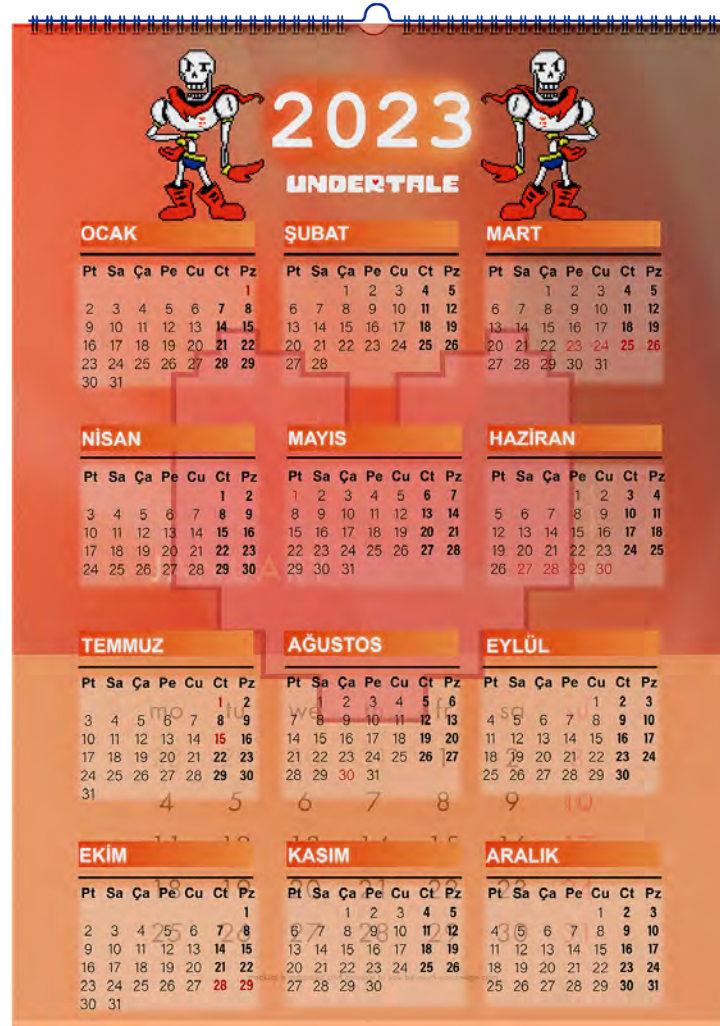 2023
UNDERTALE
OCAK
Pt Sa Ça Pe Cu Ct Pz
1
2 3 4 5 6 7 8
9 10 11 12 13 14 15
16 17 18 19 20 21 22
23 24 25 26 27 28 29
30 31
ŞUBAT
Pt Sa Ça Pe Cu Ct Pz
1 2 3 4 5
6 7 8 9 10 11 12
13 14 15 16 17 18 19
20 21 22 23 24 25 26
27 28
MART
Pt Sa Ça Pe Cu Ct Pz
1 2 3 4 5
6 7 8 9 10 11 12
13 14 15 16 17 18 19
20 21 22 23 24 25 26
27 28 29 30 31
NİSAN
Pt Sa Ça Pe Cu Ct Pz
1 2
3 4 5 6 7 8 9
10 11 12 13 14 15 16
17 18 19 20 21 22 23
24 25 26 27 28 29 30
MAYIS
Pt Sa Ça Pe Cu Ct Pz
1 2 3 4 5 6 7
8 9 10 11 12 13 14
15 16 17 18 19 20 21
22 23 24 25 26 27 28
29 30 31
HAZİRAN
Pt Sa Ça Pe Cu Ct Pz
1 2 3 4
5 6 7 8 9 10 11
12 13 14 15 16 17 18
19 20 21 22 23 24 25
26 27 28 29 30
TEMMUZ
Pt Sa Ça Pe Cu Ct Pz
1 2
3 4 5 6 7 8 9
10 11 12 13 14 15 16
17 18 19 20 21 22 23
24 25 26 27 28 29 30
31
AĞUSTOS
Pt Sa Ça Pe Cu Ct Pz
1 2 3 4 5 6
7 8 9 10 11 12 13
14 15 16 17 18 19 20
21 22 23 24 25 26 27
28 29 30 31
EYLÜL
Pt Sa Ça Pe Cu Ct Pz
1 2 3
4 5 6 7 8 9 10
11 12 13 14 15 16 17
18 19 20 21 22 23 24
25 26 27 28 29 30
mo tu we fr sa
4 5 6 7 8 9 10
EKİM
Pt Sa Ça Pe Cu Ct Pz
1
2 3 4 5 6 7 8
9 10 11 12 13 14 15
16 17 18 19 20 21 22
23 24 25 26 27 28 29
30 31
KASIM
Pt Sa Ça Pe Cu Ct Pz
1 2 3 4 5
6 7 8 9 10 11 12
13 14 15 16 17 18 19
20 21 22 23 24 25 26
27 28 29 30
ARALIK
Pt Sa Ça Pe Cu Ct Pz
1 2 3
4 5 6 7 8 9 10
11 12 13 14 15 16 17
18 19 20 21 22 23 24
25 26 27 28 29 30 31